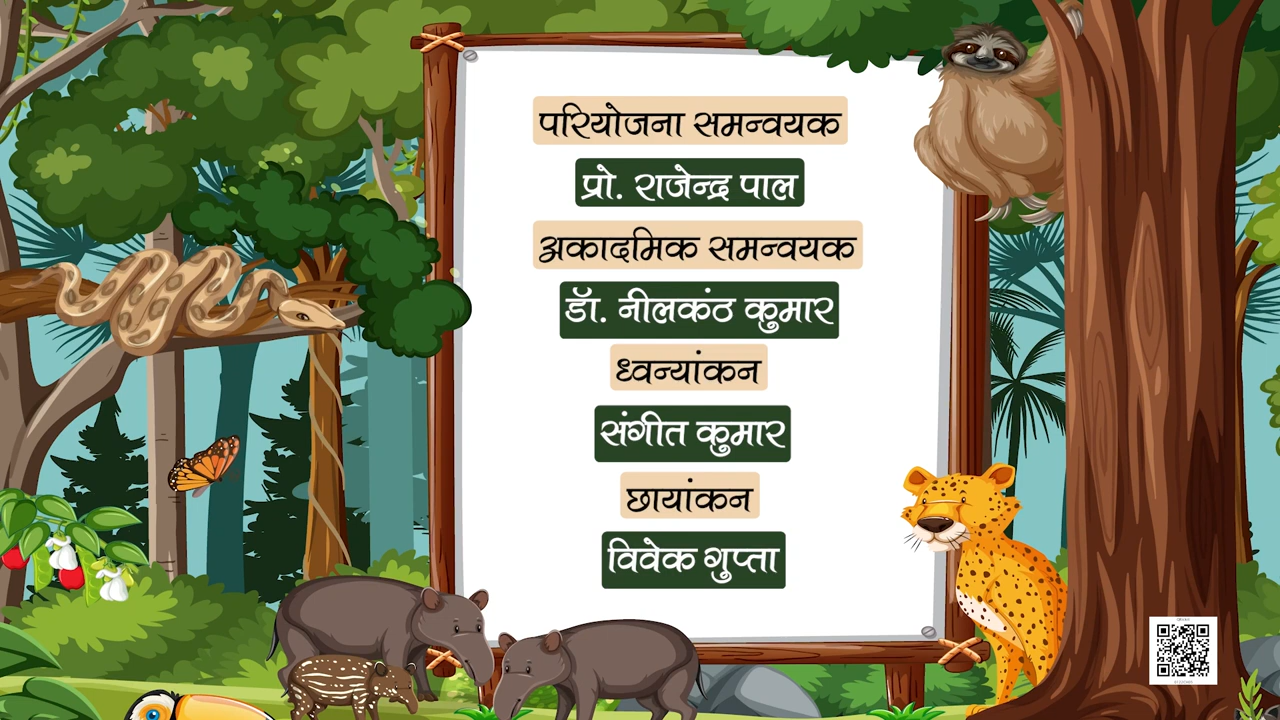 परियोजना समन्वयक
प्रो. राजेन्द्र पाल
अकादमिक समन्वयक
डॉ. नीलकंठ कुमार
ध्वन्यांकन
संगीत कुमार
छायांकन
विवेक गुप्ता